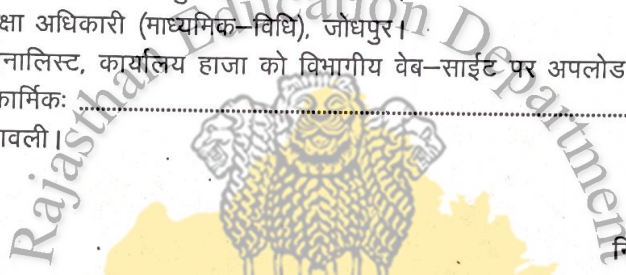 क्षा अधिकारी (माध्यमिक–विधि), जोधपुर।
नालिस्ट, कार्यालय हाजा को विभागीय वेब–साईट पर अपलोड
कार्मिकः ........................................................................
ावली।
नि
Rajasthan Education Department